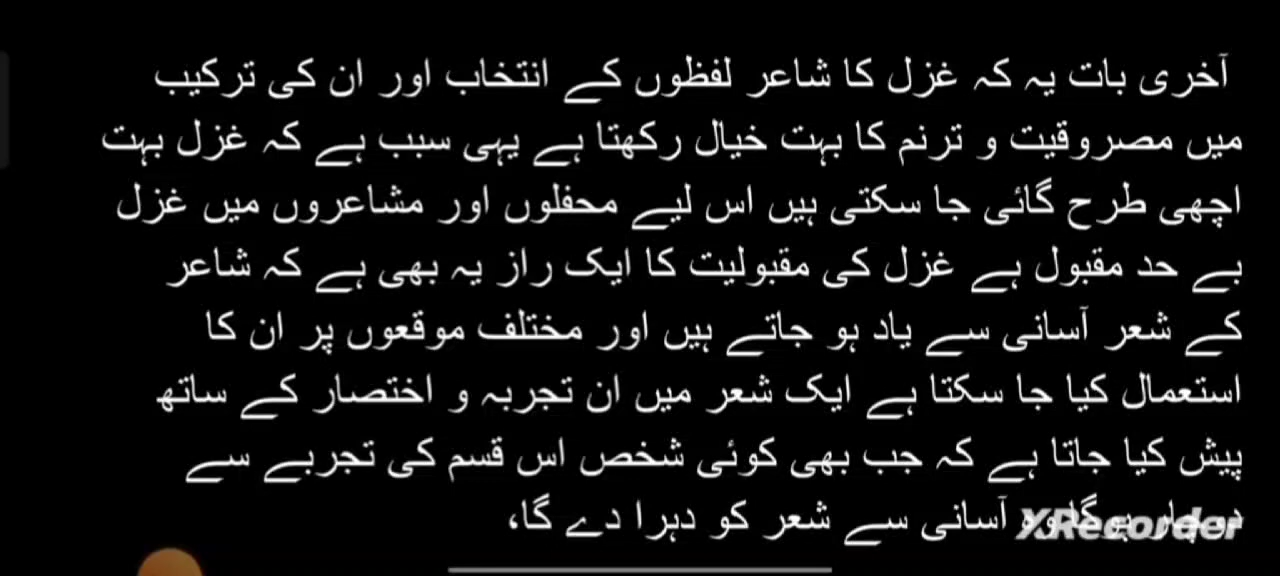 آخری بات یہ کہ غزل کا شاعر لفظوں کے انتخاب اور ان کی ترکیب
میں مصروقیت و ترنم کا بہت خیال رکھتا ہے یہی سبب ہے کہ غزل بہت
اچھی طرح گائی جا سکتی ہیں اس لیے محفلوں اور مشاعروں میں غزل
بے حد مقبول ہے غزل کی مقبولیت کا ایک راز یہ بھی ہے کہ شاعر
کے شعر آسانی سے یاد ہو جاتے ہیں اور مختلف موقعوں پر ان کا
استعمال کیا جا سکتا ہے ایک شعر میں ان تجربہ و اختصار کے ساتھ
پیش کیا جاتا ہے کہ جب بھی کوئی شخص اس قسم کی تجربے سے
دوچار ہوگا وہ آسانی سے شعر کو دہرا دے گا،
XRecorder